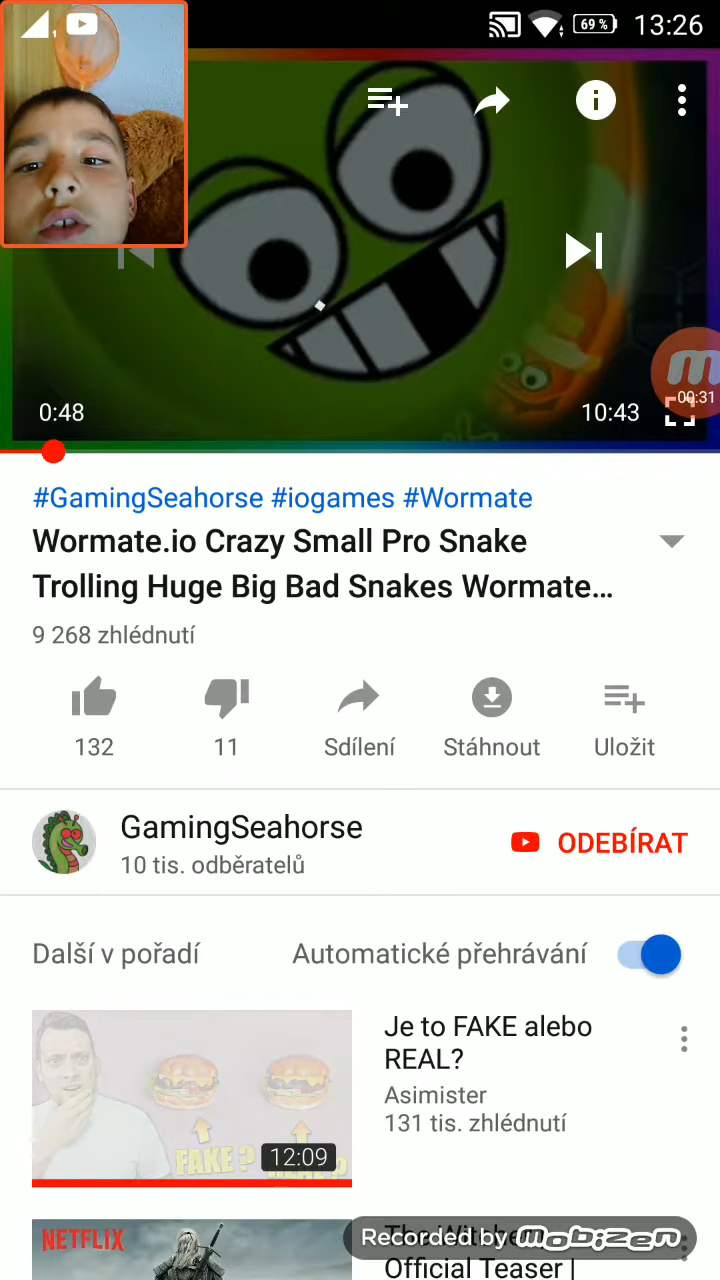 69 %
13:26
0:48
10:43
00:31
#GamingSeahorse #iogames #Wormate
Wormate.io Crazy Small Pro Snake
Trolling Huge Big Bad Snakes Wormate…
9 268 zhlédnutí
132
11
Sdílení
Stáhnout
Uložit
GamingSeahorse
10 tis. odběratelů
ODEBÍRAT
Další v pořadí
Automatické přehrávání
Je to FAKE alebo
REAL?
Asimister
131 tis. zhlédnutí
FAKE ?
12:09
NETFLIX
The Witcher
Official Teaser |
Recorded by mobizen